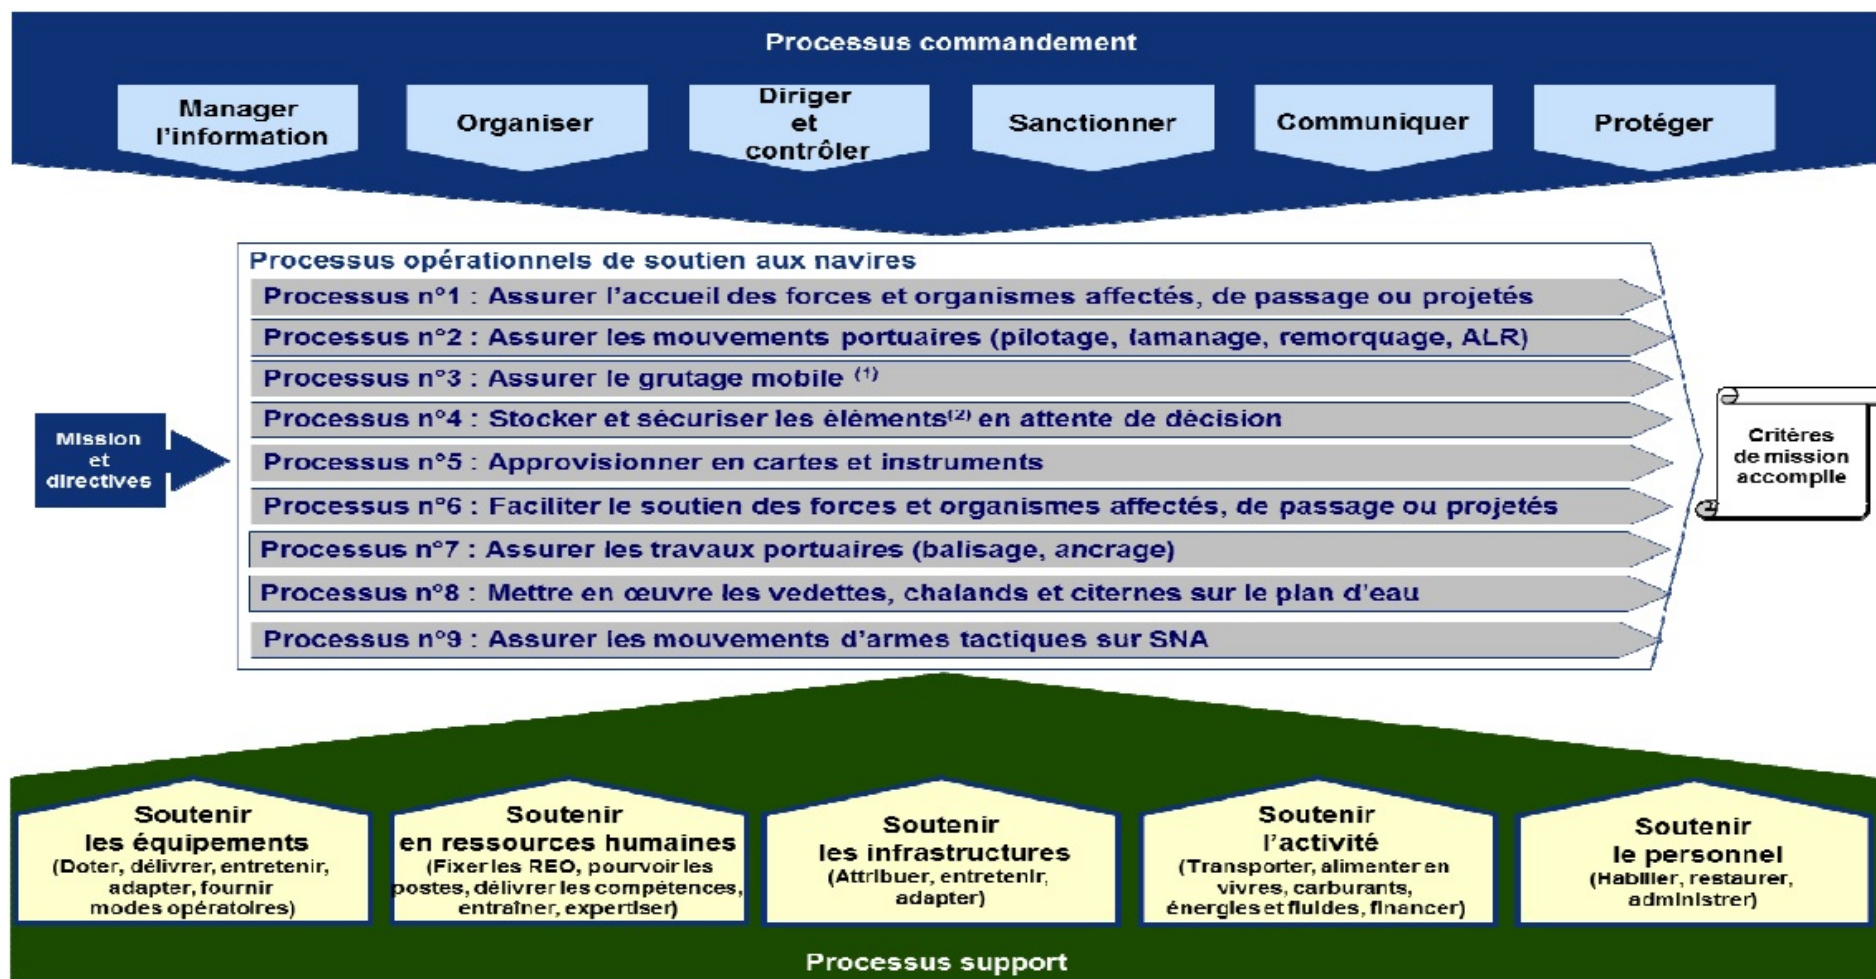 Processus commandement
Manager
l'information
Organiser
Diriger
et
contrôler
Sanctionner
Communiquer
Protéger
Processus opérationnels de soutien aux navires
Processus n°1 : Assurer l'accueil des forces et organismes affectés, de passage ou projetés
Processus n°2 : Assurer les mouvements portuaires (pilotage, lamanage, remorquage, ALR)
Processus n°3 : Assurer le grutage mobile (1)
Processus n°4 : Stocker et sécuriser les éléments(2) en attente de décision
Processus n°5 : Approvisionner en cartes et instruments
Processus n°6 : Faciliter le soutien des forces et organismes affectés, de passage ou projetés
Processus n°7 : Assurer les travaux portuaires (balisage, ancrage)
Processus n°8 : Mettre en œuvre les vedettes, chalands et citernes sur le plan d'eau
Processus n°9 : Assurer les mouvements d'armes tactiques sur SNA
Mission
et
directives
Critères
de mission
accomplie
Soutenir
les équipements
(Doter, délivrer, entretenir,
adapter, fournir
modes opératoires)
Soutenir
en ressources humaines
(Fixer les REO, pourvoir les
postes, délivrer les compétences,
entraîner, expertiser)
Soutenir
les infrastructures
(Attribuer, entretenir,
adapter)
Soutenir
l'activité
(Transporter, alimenter en
vivres, carburants,
énergies et fluides, financer)
Soutenir
le personnel
(Habiller, restaurer,
administrer)
Processus support